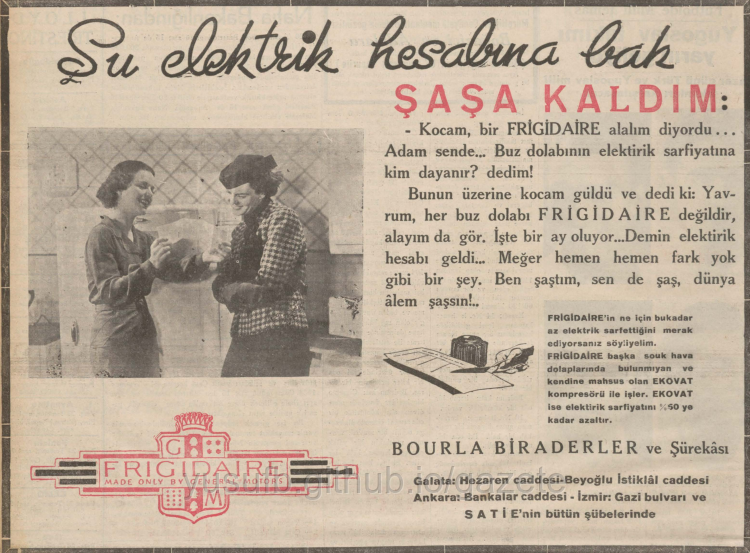 Şu elektrik hesabına bak
ŞAŞA KALDIM:
- Kocam, bir FRİGİDAİRE alalım diyordu...
Adam sende... Buz dolabının elektirik sarfiyatına
kim dayanır? dedim!
Bunun üzerine kocam güldü ve dedi ki: Yav-
rum, her buz dolabı FRİGİDAİRE değildir,
alayım da gör. İşte bir ay oluyor...Demin elektirik
hesabı geldi... Meğer hemen hemen fark yok
gibi bir şey. Ben şaştım, sen de şaş, dünya
âlem şaşsın!..
FRİGİDAİRE'in ne için bukadar
az elektrik sarfettiğini merak
ediyorsanız söyliyelim.
FRİGİDAİRE başka souk hava
dolaplarında bulunmıyan ve
kendine mahsus olan EKOVAT
kompresörü ile işler. EKOVAT
ise elektirik sarfiyatını %60 ye
kadar azaltır.
G
FRIGIDAIRE
MADE ONLY BY GENERAL MOTORS
M
BOURLA BİRADERLER ve Şürekâsı
Galata: Hezaren caddesi-Beyoğlu İstiklâl caddesi
Ankara: Bankalar caddesi - İzmir: Gazi bulvarı ve
SATİE'nin bütün şübelerinde